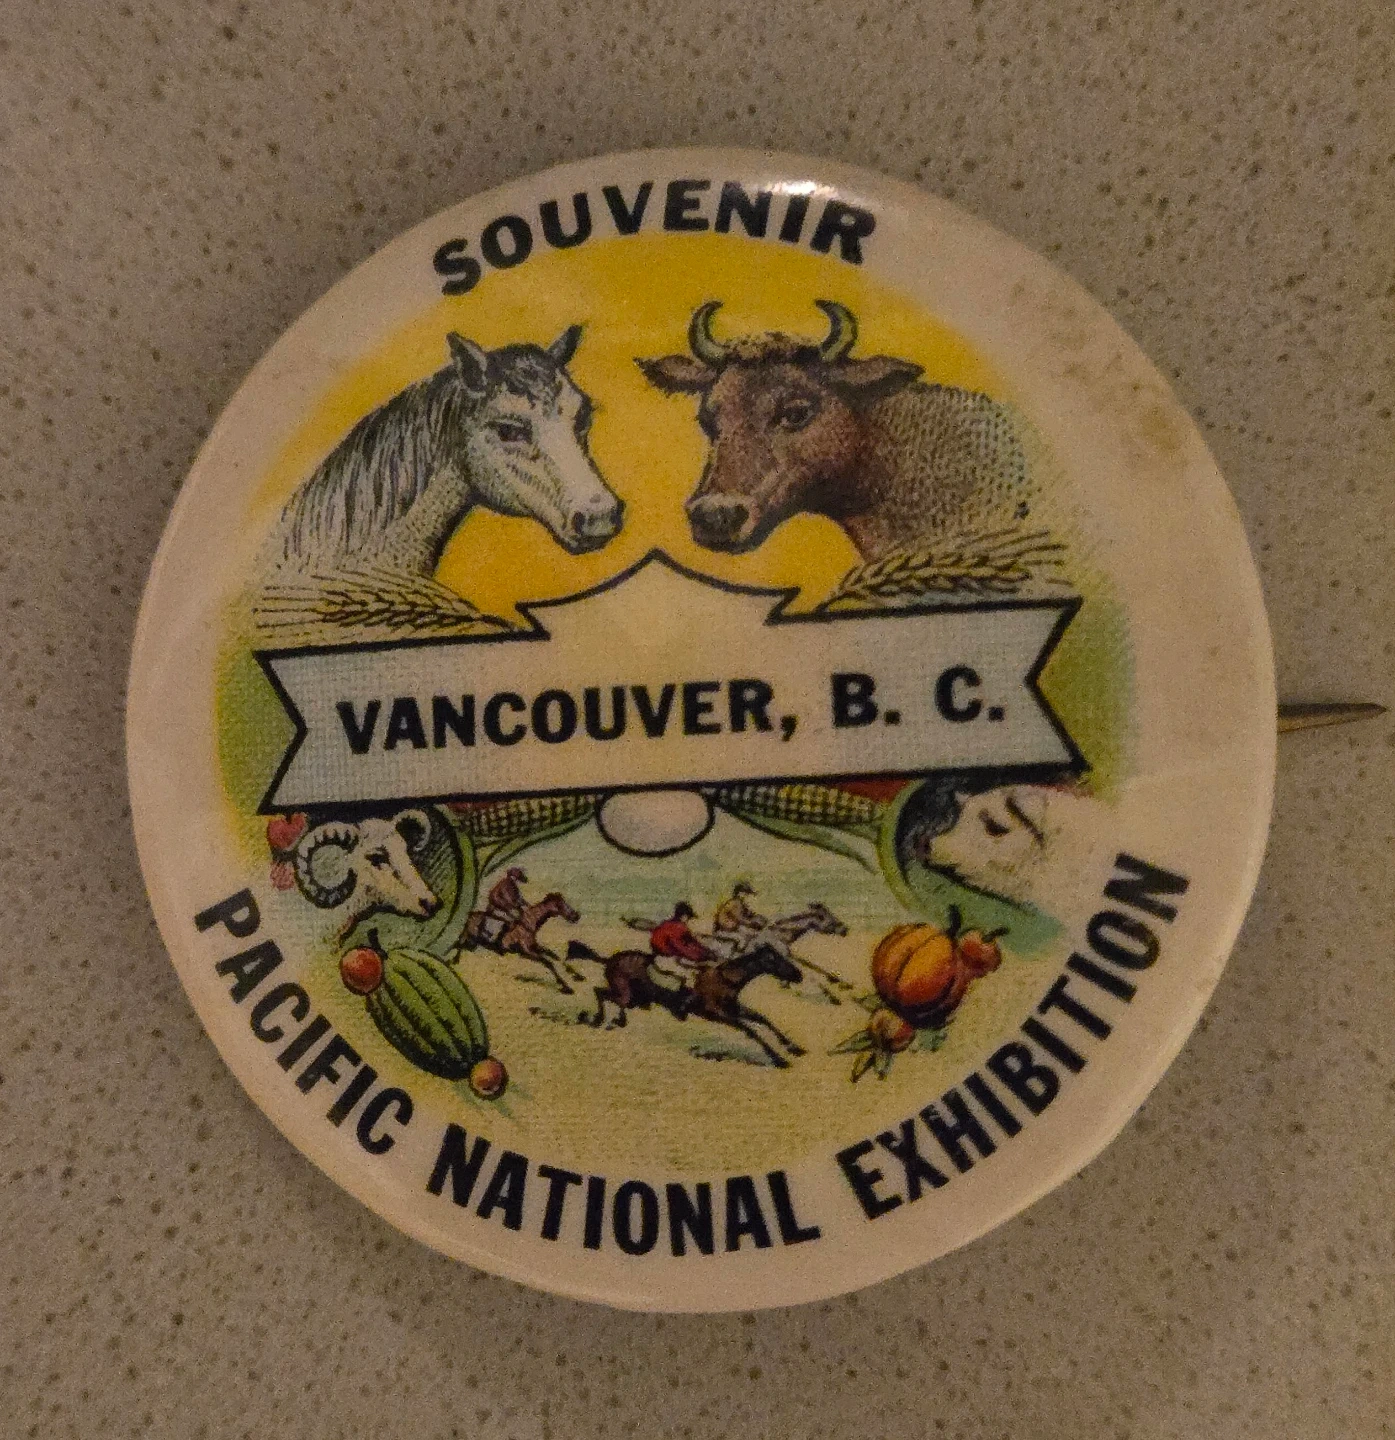 SOUVENIR
VANCOUVER, B. C.
PACIFIC NATIONAL EXHIBITION